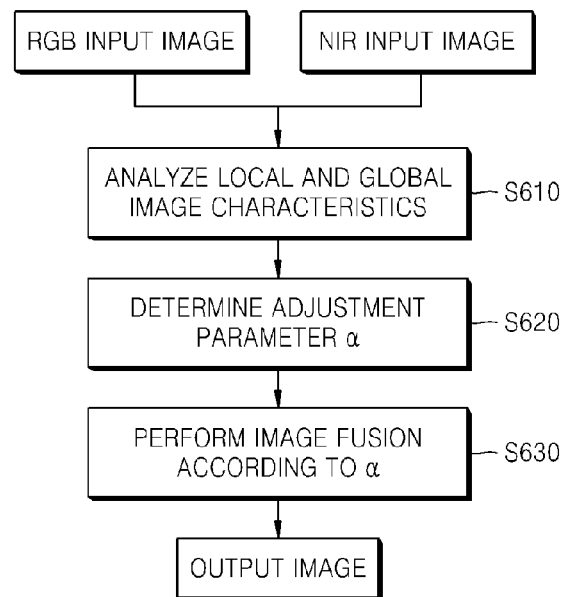 RGB INPUT IMAGE
NIR INPUT IMAGE
ANALYZE LOCAL AND GLOBAL
IMAGE CHARACTERISTICS
S610
DETERMINE ADJUSTMENT
PARAMETER α
S620
PERFORM IMAGE FUSION
ACCORDING TO α
S630
OUTPUT IMAGE